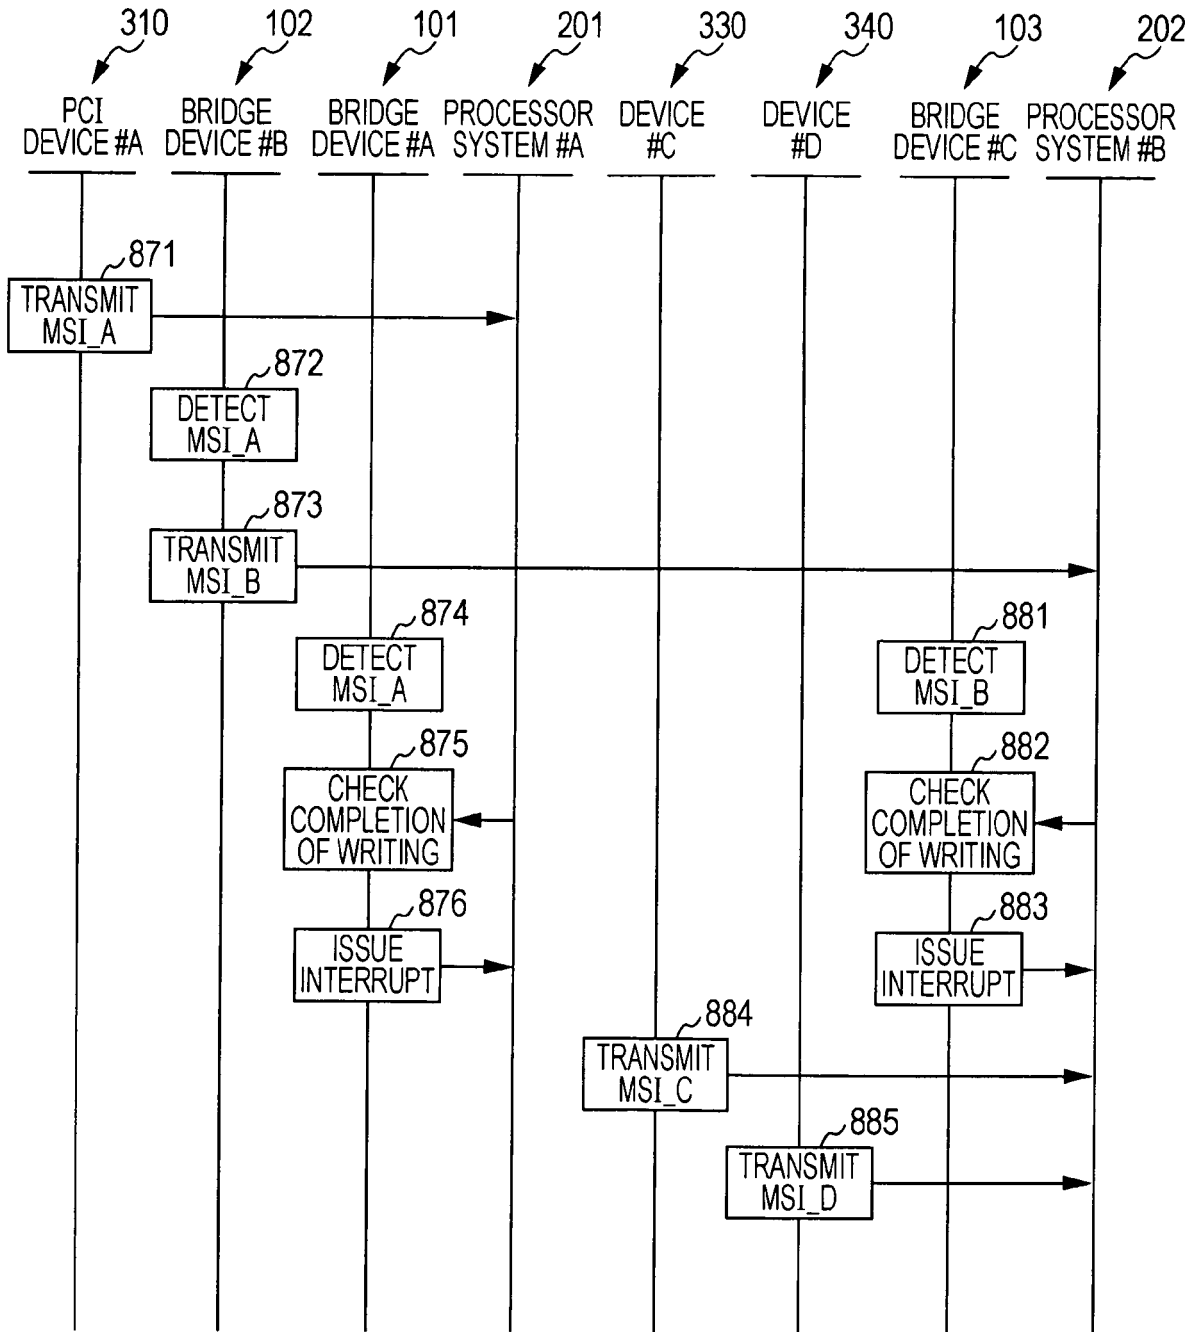 310
102
101
201
330
340
103
202
PCI
DEVICE #A
BRIDGE
DEVICE #B
BRIDGE
DEVICE #A
PROCESSOR
SYSTEM #A
DEVICE
#C
DEVICE
#D
BRIDGE
DEVICE #C
PROCESSOR
SYSTEM #B
871
TRANSMIT
MSI_A
872
DETECT
MSI_A
873
TRANSMIT
MSI_B
874
DETECT
MSI_A
881
DETECT
MSI_B
875
CHECK
COMPLETION
OF WRITING
882
CHECK
COMPLETION
OF WRITING
876
ISSUE
INTERRUPT
883
ISSUE
INTERRUPT
884
TRANSMIT
MSI_C
885
TRANSMIT
MSI_D